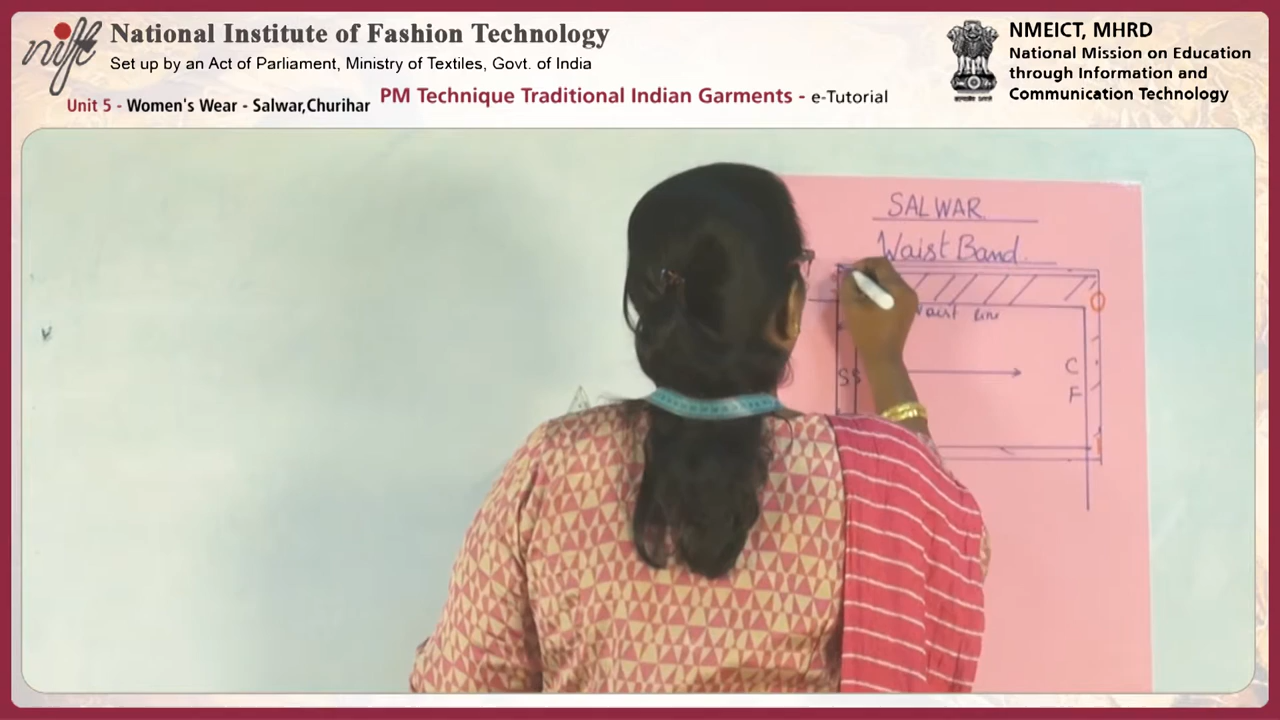 nift
National Institute of Fashion Technology
Set up by an Act of Parliament, Ministry of Textiles, Govt. of India
Unit 5 - Women's Wear - Salwar,Churihar
PM Technique Traditional Indian Garments - e-Tutorial
NMEICT, MHRD
National Mission on Education
through Information and
Communication Technology
SALWAR
Waist Band
line
SS
C
F